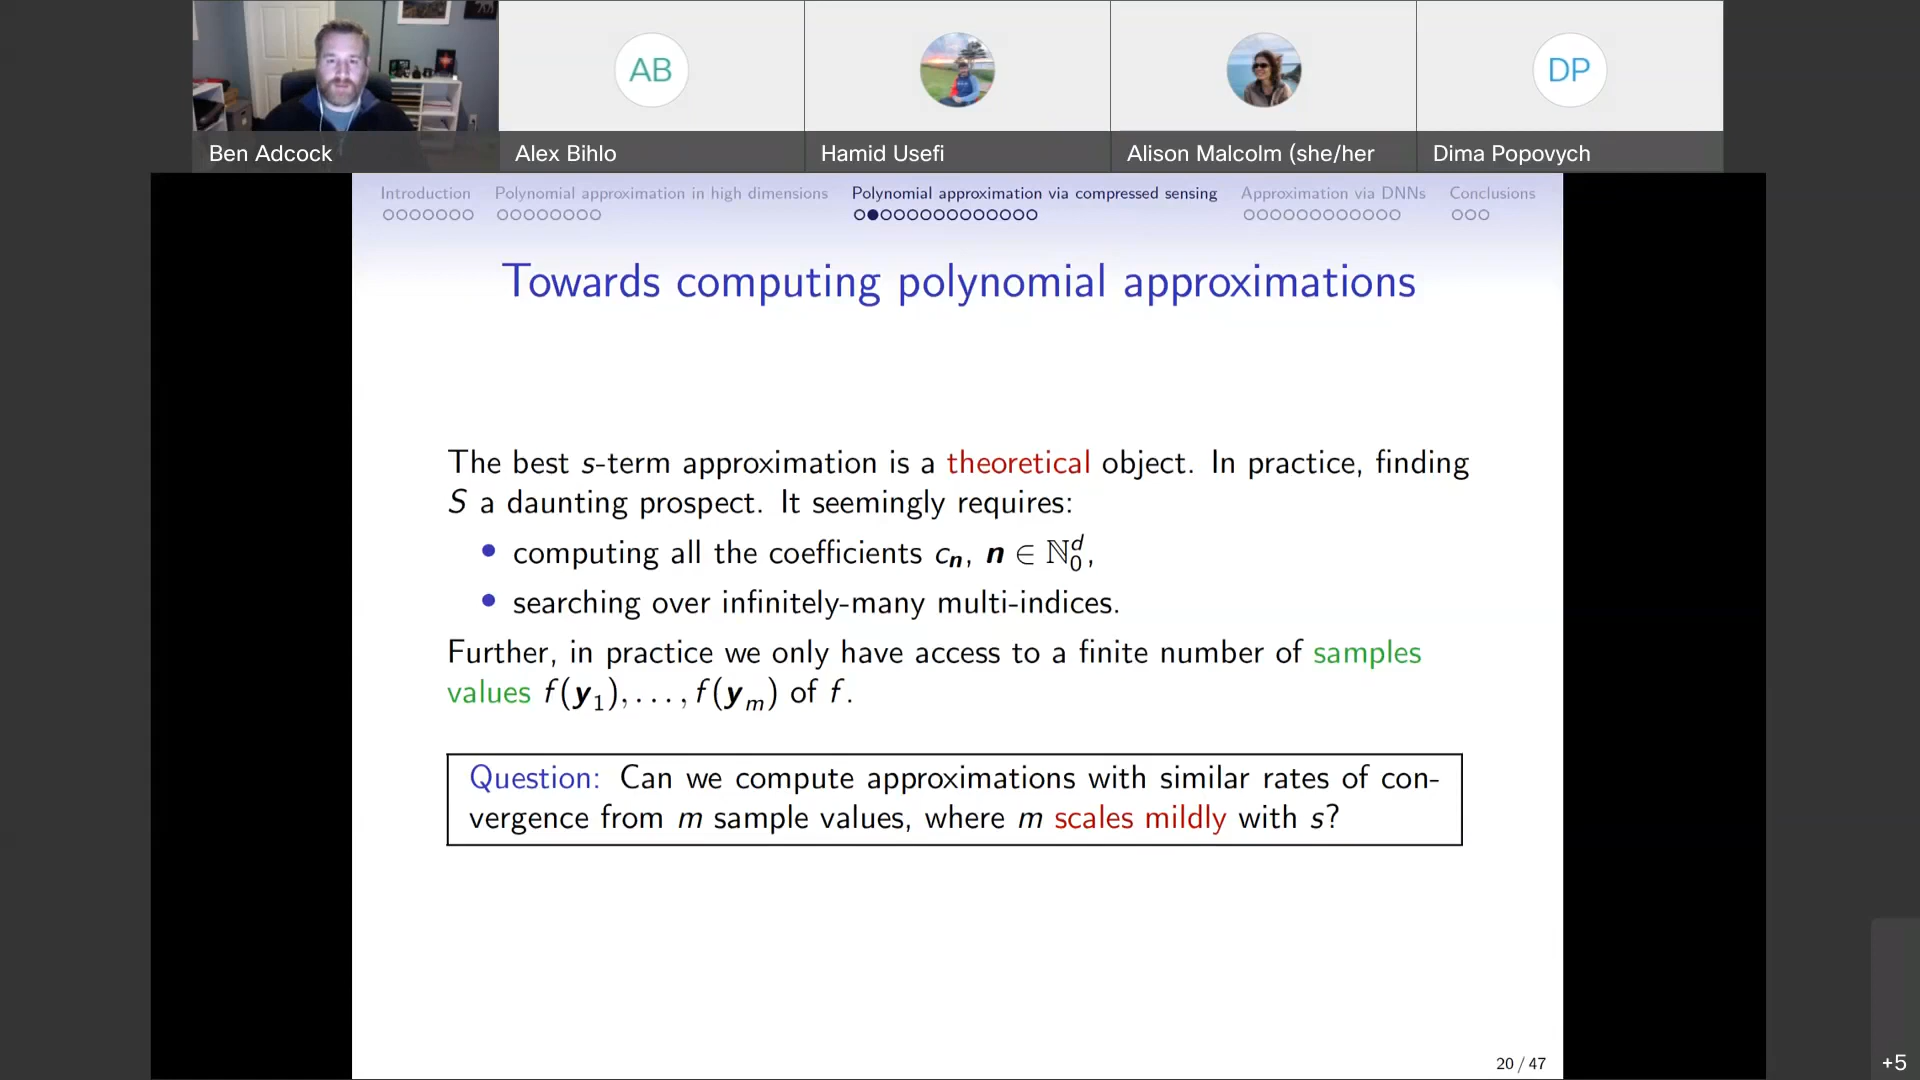 AB
DP
Ben Adcock
Alex Bihlo
Hamid Usefi
Alison Malcolm (she/her
Dima Popovych
Introduction
Polynomial approximation in high dimensions
Polynomial approximation via compressed sensing
Approximation via DNNs
Conclusions
Towards computing polynomial approximations
The best s-term approximation is a theoretical object. In practice, finding
S a daunting prospect. It seemingly requires:
• computing all the coefficients cₙ, n ∈ ℕ₀ᵈ,
• searching over infinitely-many multi-indices.
Further, in practice we only have access to a finite number of samples
values f(y₁), . . . , f(yₘ) of f.
Question: Can we compute approximations with similar rates of con-
vergence from m sample values, where m scales mildly with s?
20 / 47
+5